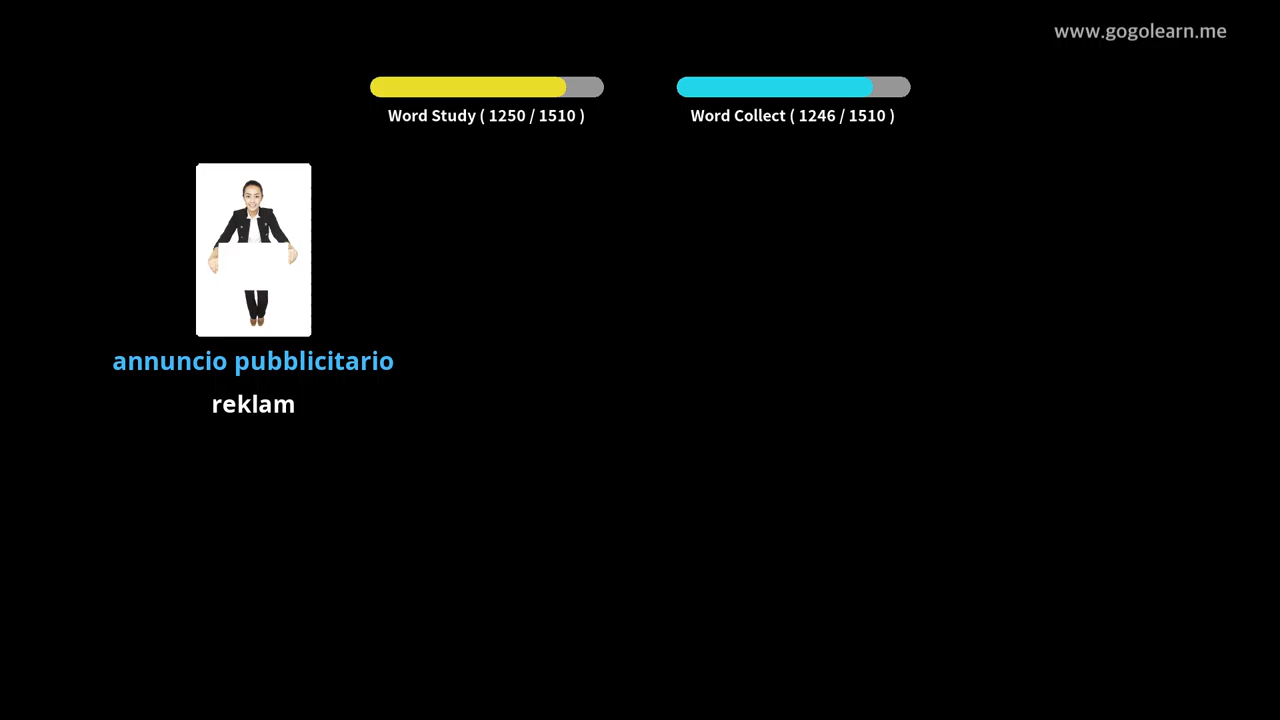 www.gogolearn.me
Word Study ( 1250 / 1510 )
Word Collect ( 1246 / 1510 )
annuncio pubblicitario
reklam